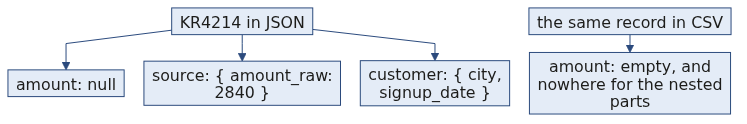 KR4214 in JSON
the same record in CSV
amount: null
source: { amount_raw:
2840 }
customer: { city,
signup_date }
amount: empty, and
nowhere for the nested
parts